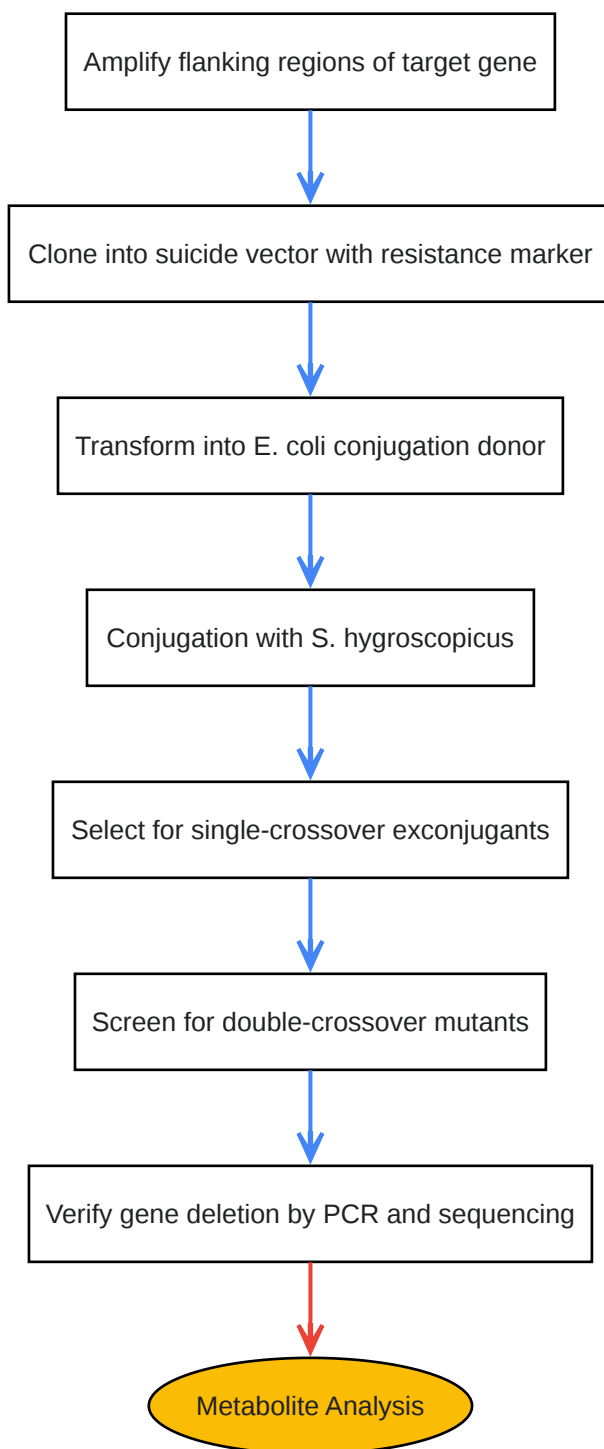 Amplify flanking regions of target gene
Clone into suicide vector with resistance marker
Transform into E. coli conjugation donor
Conjugation with S. hygroscopicus
Select for single-crossover exconjugants
Screen for double-crossover mutants
Verify gene deletion by PCR and sequencing
Metabolite Analysis